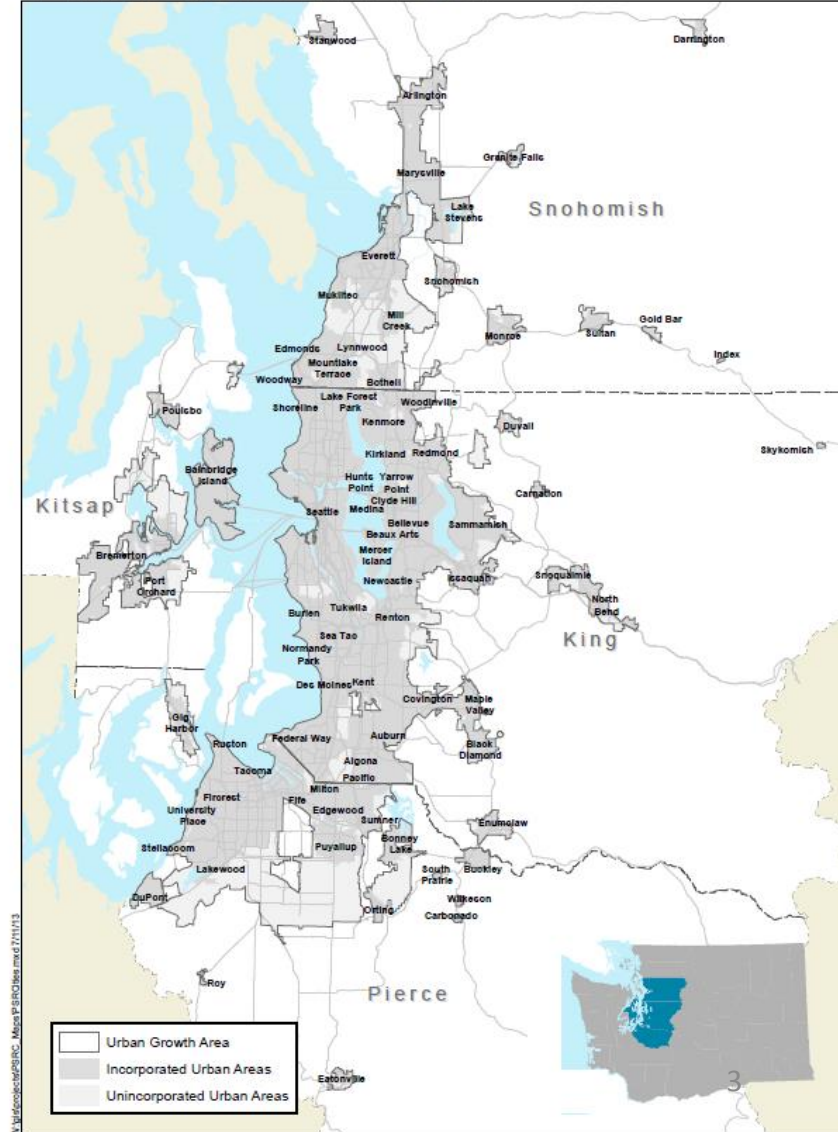 Stanwood
Darrington
Arlington
Granite Falls
Marysville
Lake
Stevens
Snohomish
Everett
Snohomish
Mukilteo
Mill
Creek
Gold Bar
Monroe
Sultan
Index
Edmonds
Lynnwood
Mountlake
Terrace
Woodway
Bothell
Lake Forest
Park
Woodinville
Shoreline
Poulsbo
Kenmore
Duvall
Skykomish
Kirkland
Redmond
Bainbridge
Island
Hunts
Point
Yarrow
Point
Carnation
Kitsap
Clyde Hill
Seattle
Medina
Bellevue
Sammamish
Beaux Arts
Bremerton
Mercer
Island
Port
Orchard
Newcastle
Issaquah
Snoqualmie
North
Bend
Burien
Tukwila
Renton
King
Sea Tac
Normandy
Park
Des Moines
Kent
Covington
Maple
Valley
Gig
Harbor
Ruston
Federal Way
Auburn
Black
Diamond
Tacoma
Algona
Pacific
Milton
Fircrest
Fife
Edgewood
University
Place
Sumner
Enumclaw
Steilacoom
Puyallup
Bonney
Lake
Lakewood
South
Prairie
Buckley
DuPont
Orting
Wilkeson
Carbonado
Roy
Pierce
Eatonville
Urban Growth Area
Incorporated Urban Areas
Unincorporated Urban Areas
3